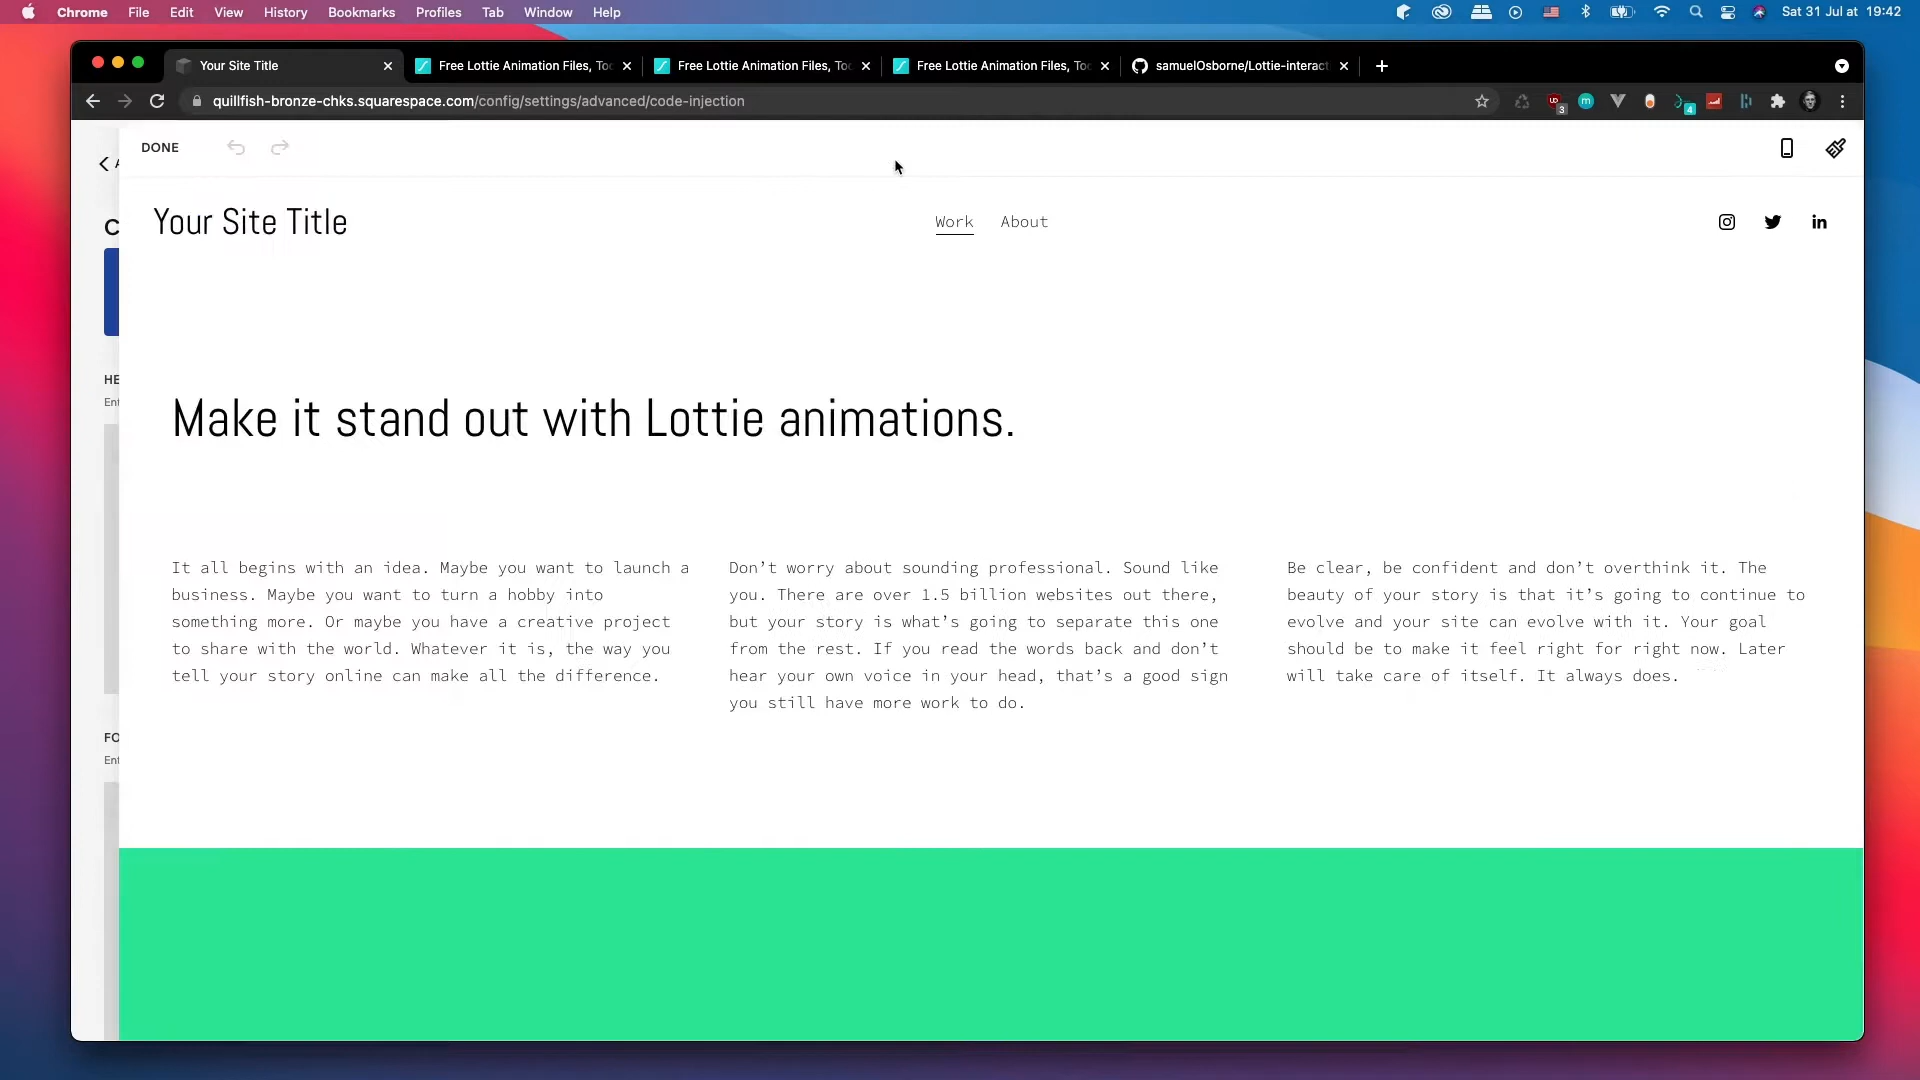 Chrome File Edit View History Bookmarks Profiles Tab Window Help Sat 31 Jul at 19:42
Your Site Title Free Lottie Animation Files, Too Free Lottie Animation Files, Too Free Lottie Animation Files, Too samuelOsborne/Lottie-interact
quillfish-bronze-chks.squarespace.com/config/settings/advanced/code-injection
3
4
DONE
Your Site Title
Work About
Make it stand out with Lottie animations.
It all begins with an idea. Maybe you want to launch a
business. Maybe you want to turn a hobby into
something more. Or maybe you have a creative project
to share with the world. Whatever it is, the way you
tell your story online can make all the difference.
Don’t worry about sounding professional. Sound like
you. There are over 1.5 billion websites out there,
but your story is what’s going to separate this one
from the rest. If you read the words back and don’t
hear your own voice in your head, that’s a good sign
you still have more work to do.
Be clear, be confident and don’t overthink it. The
beauty of your story is that it’s going to continue to
evolve and your site can evolve with it. Your goal
should be to make it feel right for right now. Later
will take care of itself. It always does.
C
HE
Ent
FO
Ent